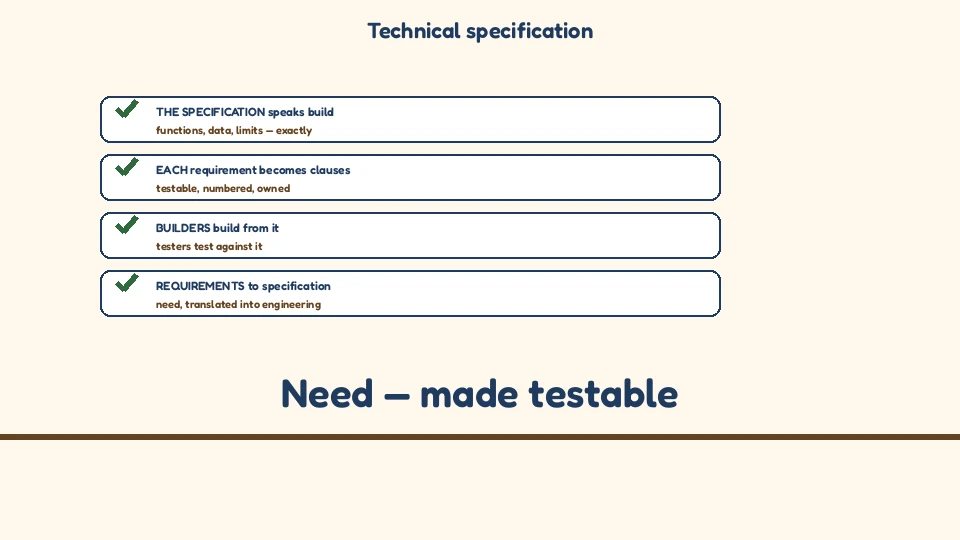 Technical specification
THE SPECIFICATION speaks build
functions, data, limits — exactly
EACH requirement becomes clauses
testable, numbered, owned
BUILDERS build from it
testers test against it
REQUIREMENTS to specification
need, translated into engineering
Need — made testable